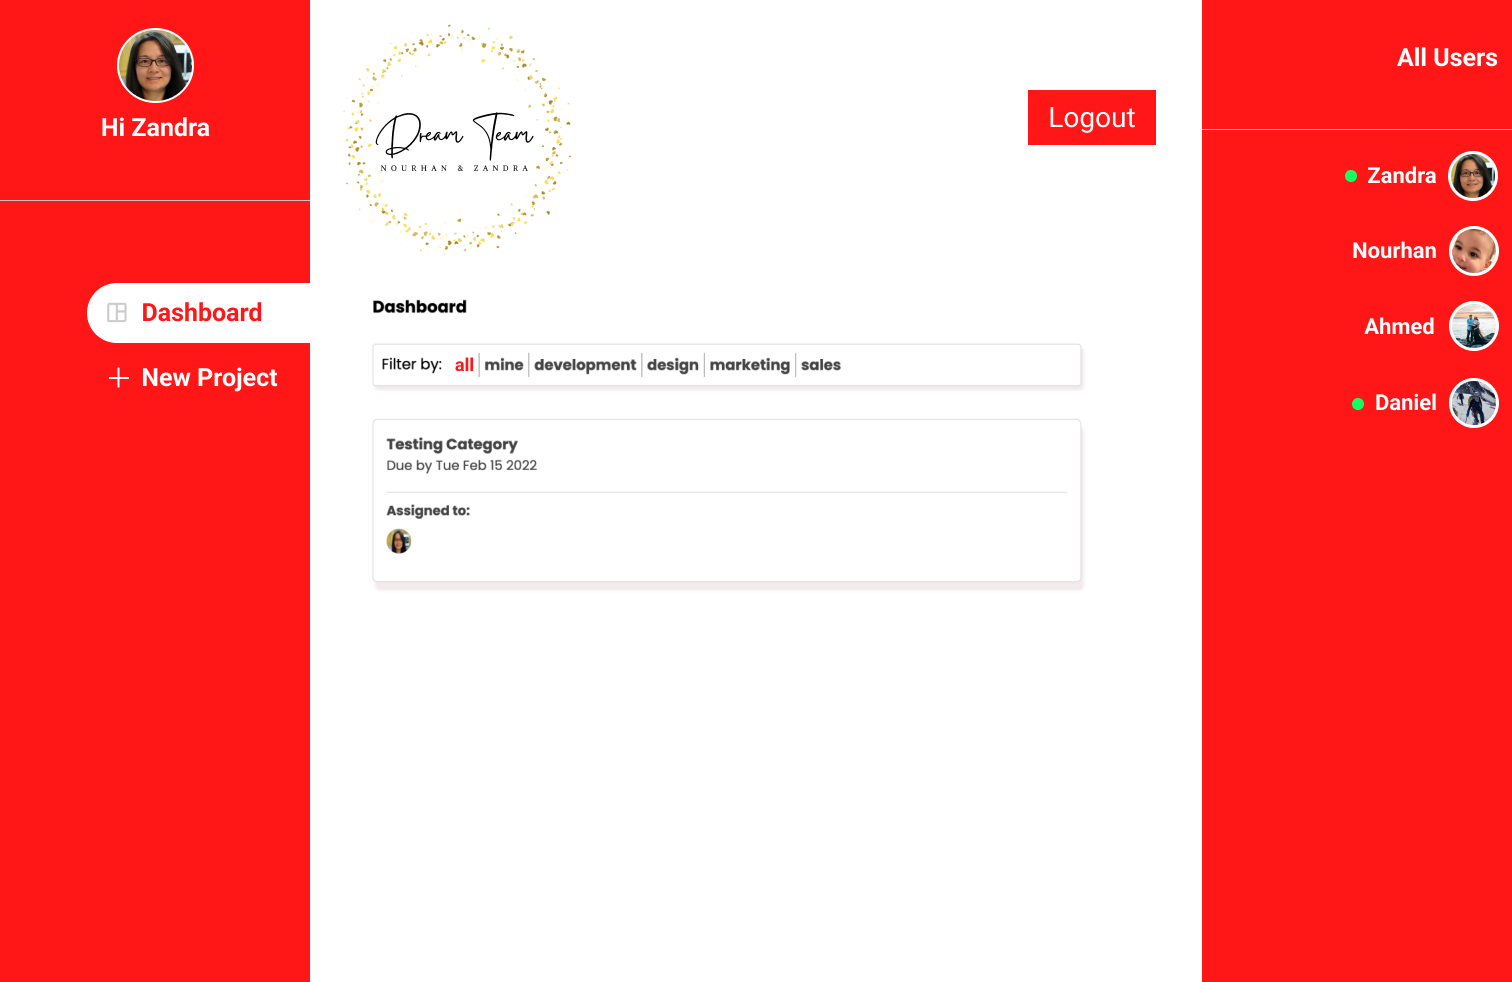 Hi Zandra
Dashboard
New Project
Dream Team
NOURHAN & ZANDRA
Logout
Dashboard
Filter by: all mine development design marketing sales
Testing Category
Due by Tue Feb 15 2022
Assigned to:
All Users
Zandra
Nourhan
Ahmed
Daniel